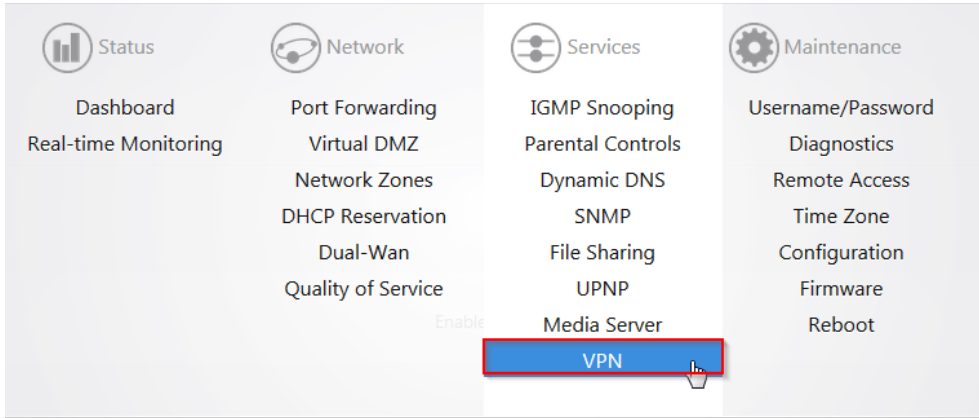 Status
Dashboard
Real-time Monitoring
Network
Port Forwarding
Virtual DMZ
Network Zones
DHCP Reservation
Dual-Wan
Quality of Service
Enable
Services
IGMP Snooping
Parental Controls
Dynamic DNS
SNMP
File Sharing
UPNP
Media Server
VPN
Maintenance
Username/Password
Diagnostics
Remote Access
Time Zone
Configuration
Firmware
Reboot